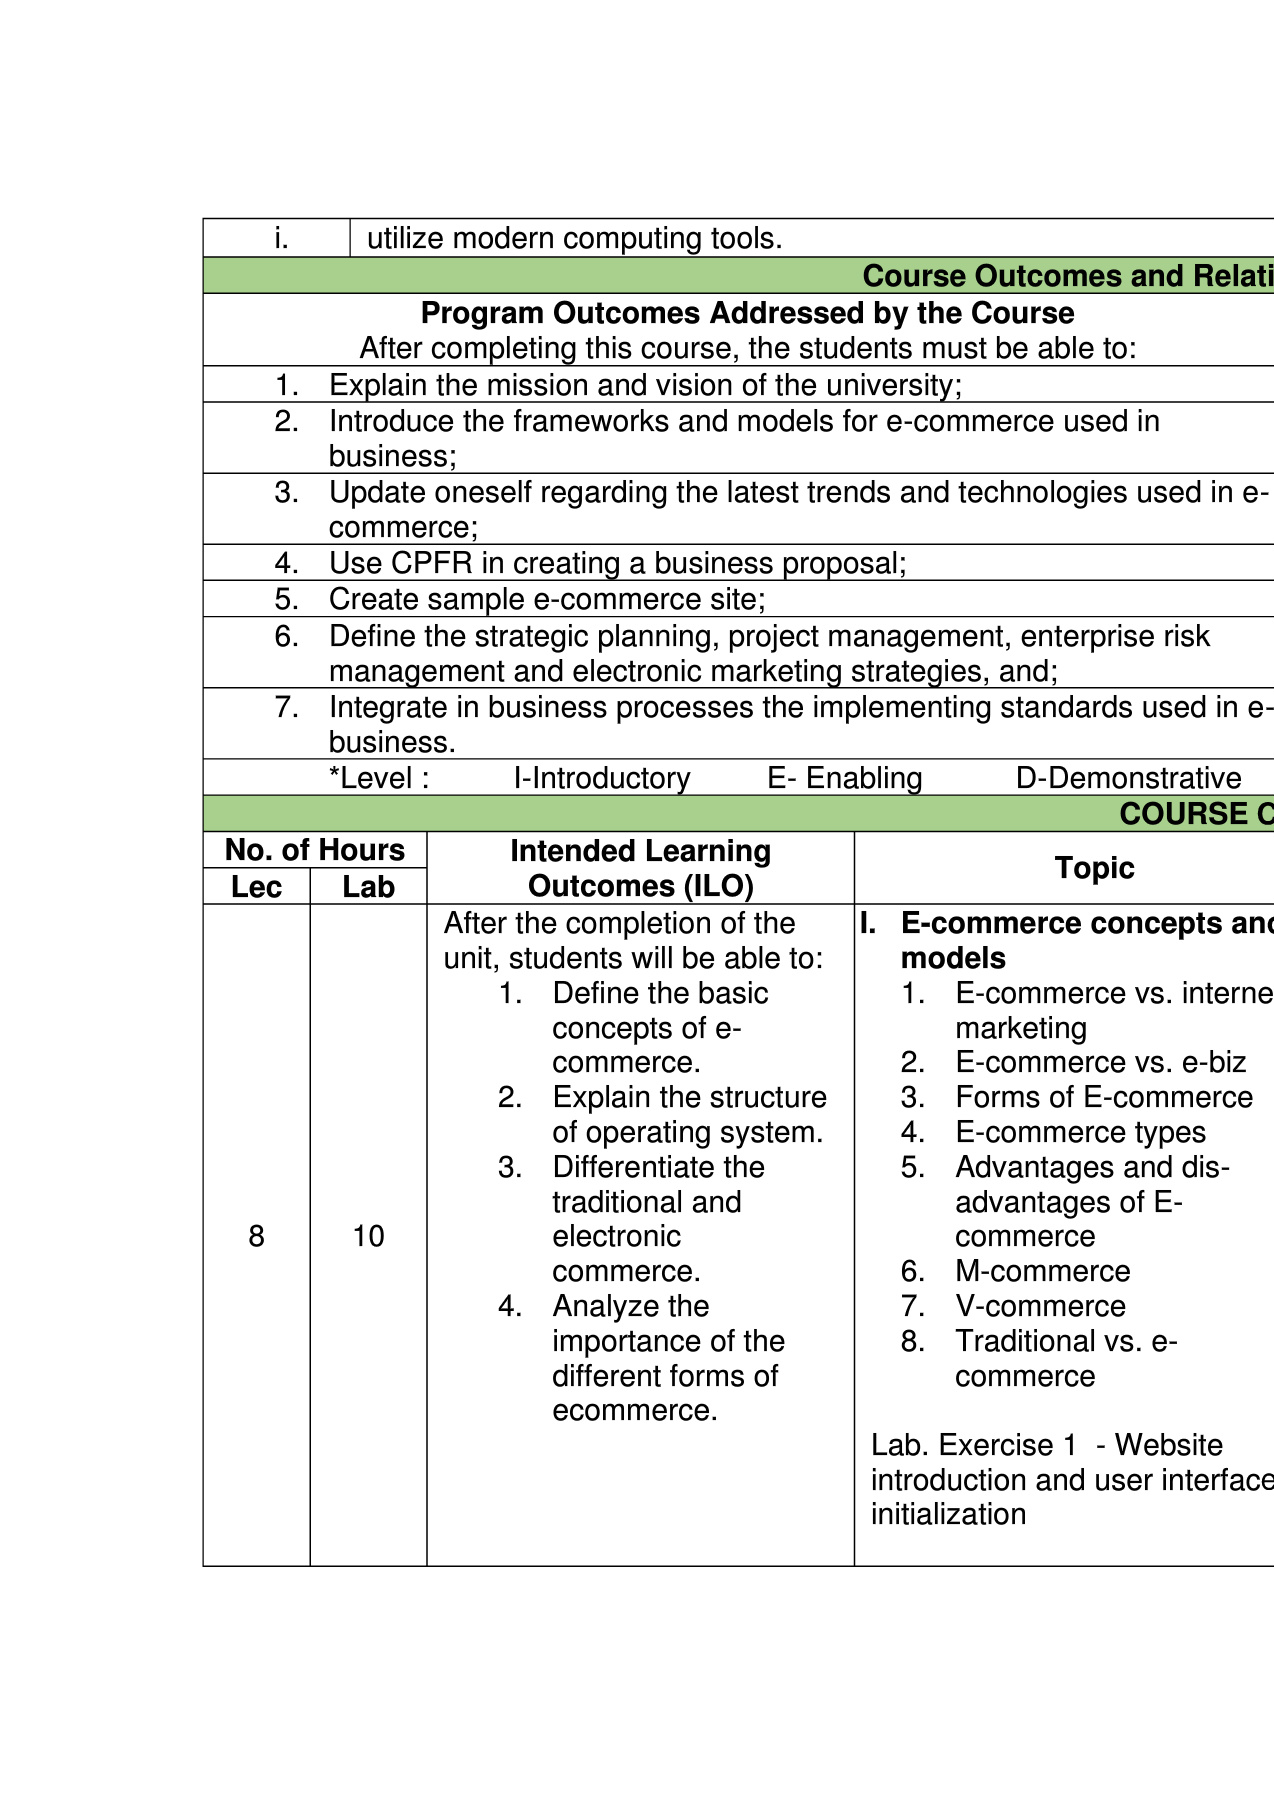 i. utilize modern computing tools.
Course Outcomes and Relati
Program Outcomes Addressed by the Course
After completing this course, the students must be able to:
1. Explain the mission and vision of the university;
2. Introduce the frameworks and models for e-commerce used in
business;
3. Update oneself regarding the latest trends and technologies used in e-
commerce;
4. Use CPFR in creating a business proposal;
5. Create sample e-commerce site;
6. Define the strategic planning, project management, enterprise risk
management and electronic marketing strategies, and;
7. Integrate in business processes the implementing standards used in e-
business.
*Level : I-Introductory E- Enabling D-Demonstrative
COURSE C
No. of Hours
Lec Lab
Intended Learning
Outcomes (ILO)
Topic
8
10
After the completion of the
unit, students will be able to:
1. Define the basic
concepts of e-
commerce.
2. Explain the structure
of operating system.
3. Differentiate the
traditional and
electronic
commerce.
4. Analyze the
importance of the
different forms of
ecommerce.
I. E-commerce concepts and
models
1. E-commerce vs. interne
marketing
2. E-commerce vs. e-biz
3. Forms of E-commerce
4. E-commerce types
5. Advantages and dis-
advantages of E-
commerce
6. M-commerce
7. V-commerce
8. Traditional vs. e-
commerce
Lab. Exercise 1  - Website
introduction and user interface
initialization